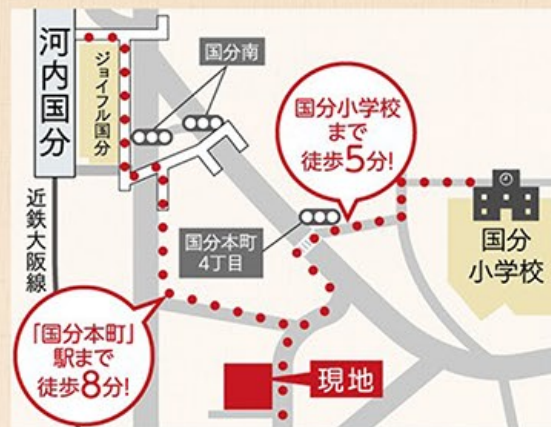 河内国分
ジョイフル国分
国分南
国分小学校
まで
徒歩5分!
近鉄大阪線
国分本町
4丁目
国分
小学校
「国分本町」
駅まで
徒歩8分!
現地